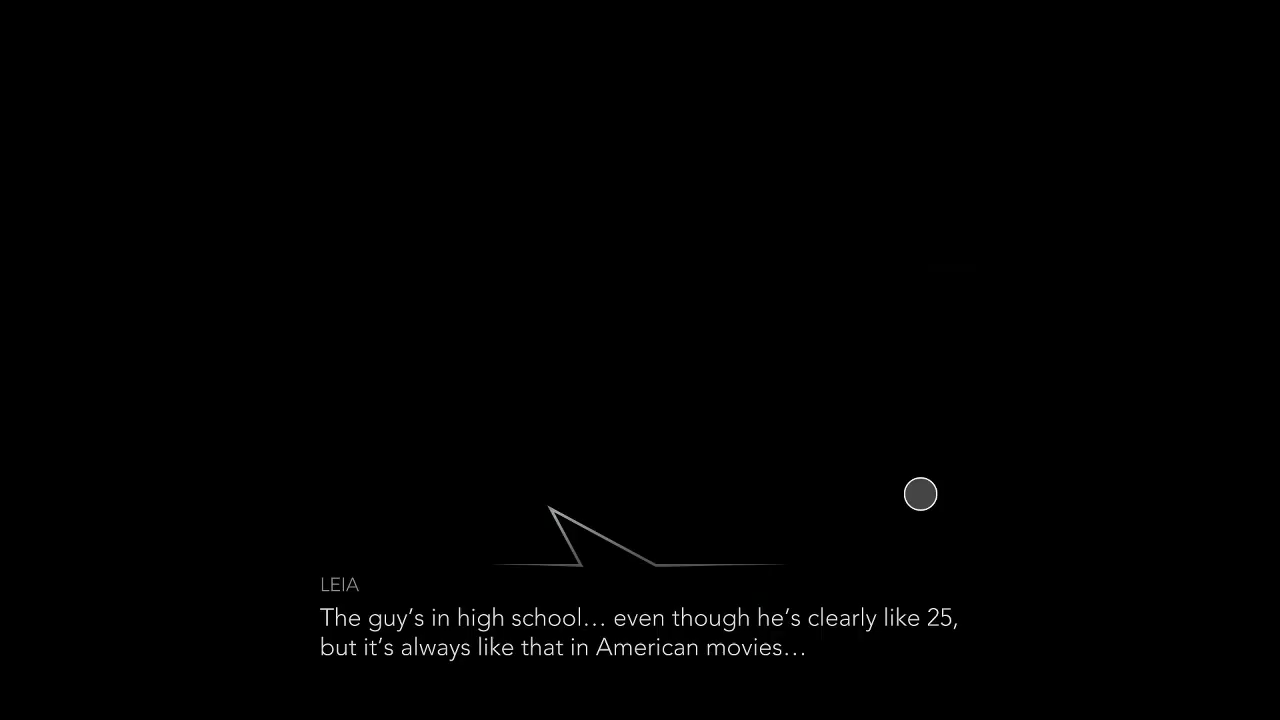 LEIA
The guy’s in high school… even though he’s clearly like 25,
but it’s always like that in American movies…